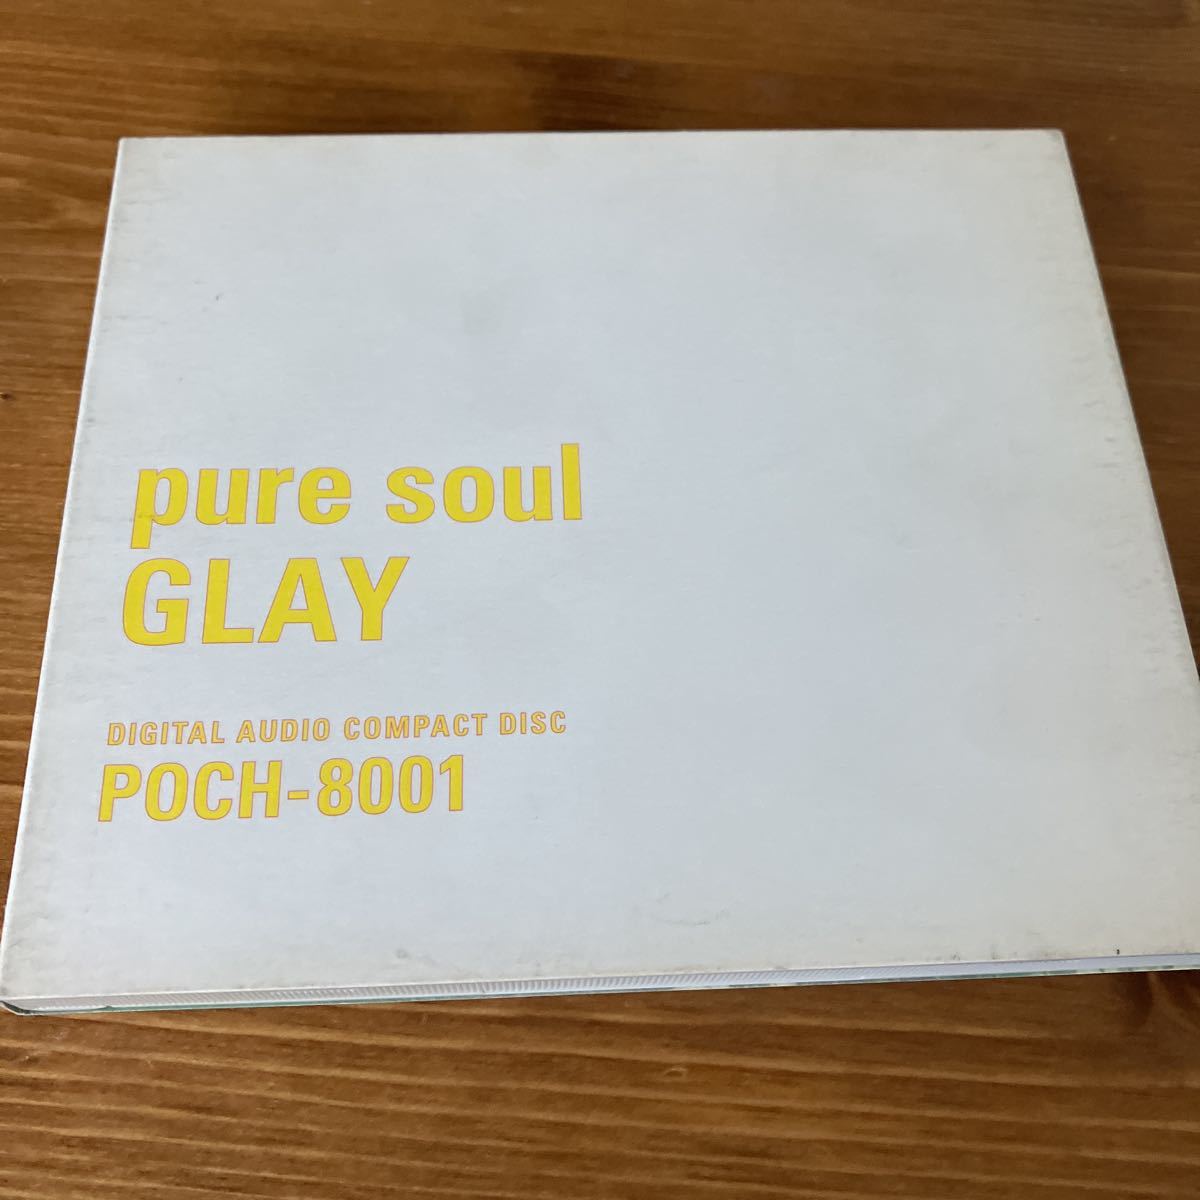 pure soul
GLAY
DIGITAL AUDIO COMPACT DISC
POCH-8001